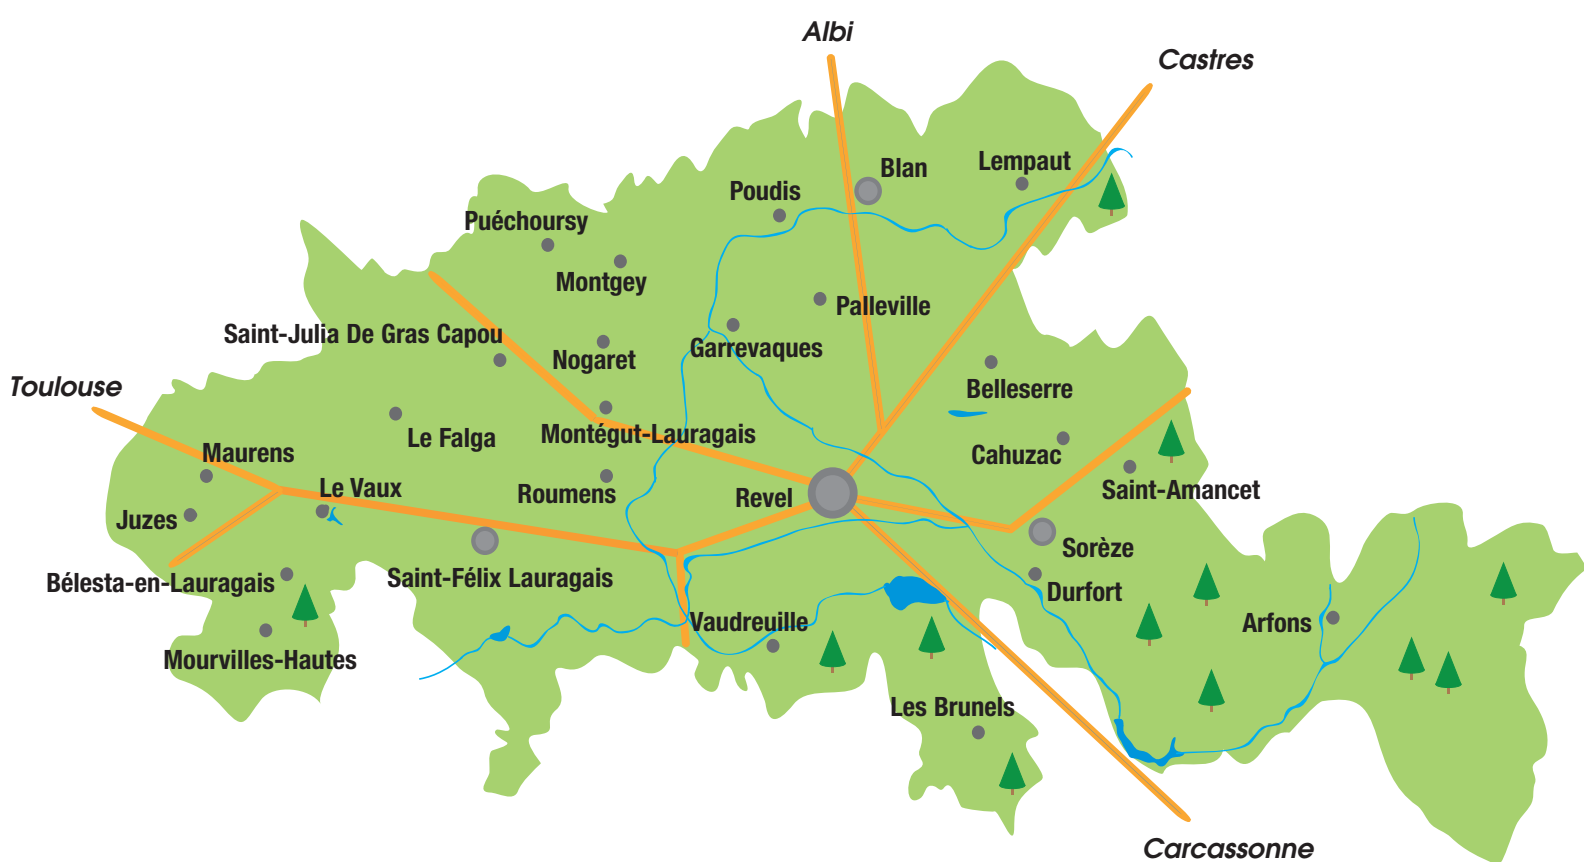 Albi
Castres
Blan
Lempaut
Poudis
Puéchoursy
Montgey
Palleville
Saint-Julia De Gras Capou
Nogaret
Garrevaques
Toulouse
Belleserre
Le Falga
Montégut-Lauragais
Maurens
Cahuzac
Le Vaux
Roumens
Revel
Saint-Amancet
Juzes
Sorèze
Bélesta-en-Lauragais
Saint-Félix Lauragais
Durfort
Vaudreuille
Arfons
Mourvilles-Hautes
Les Brunels
Carcassonne